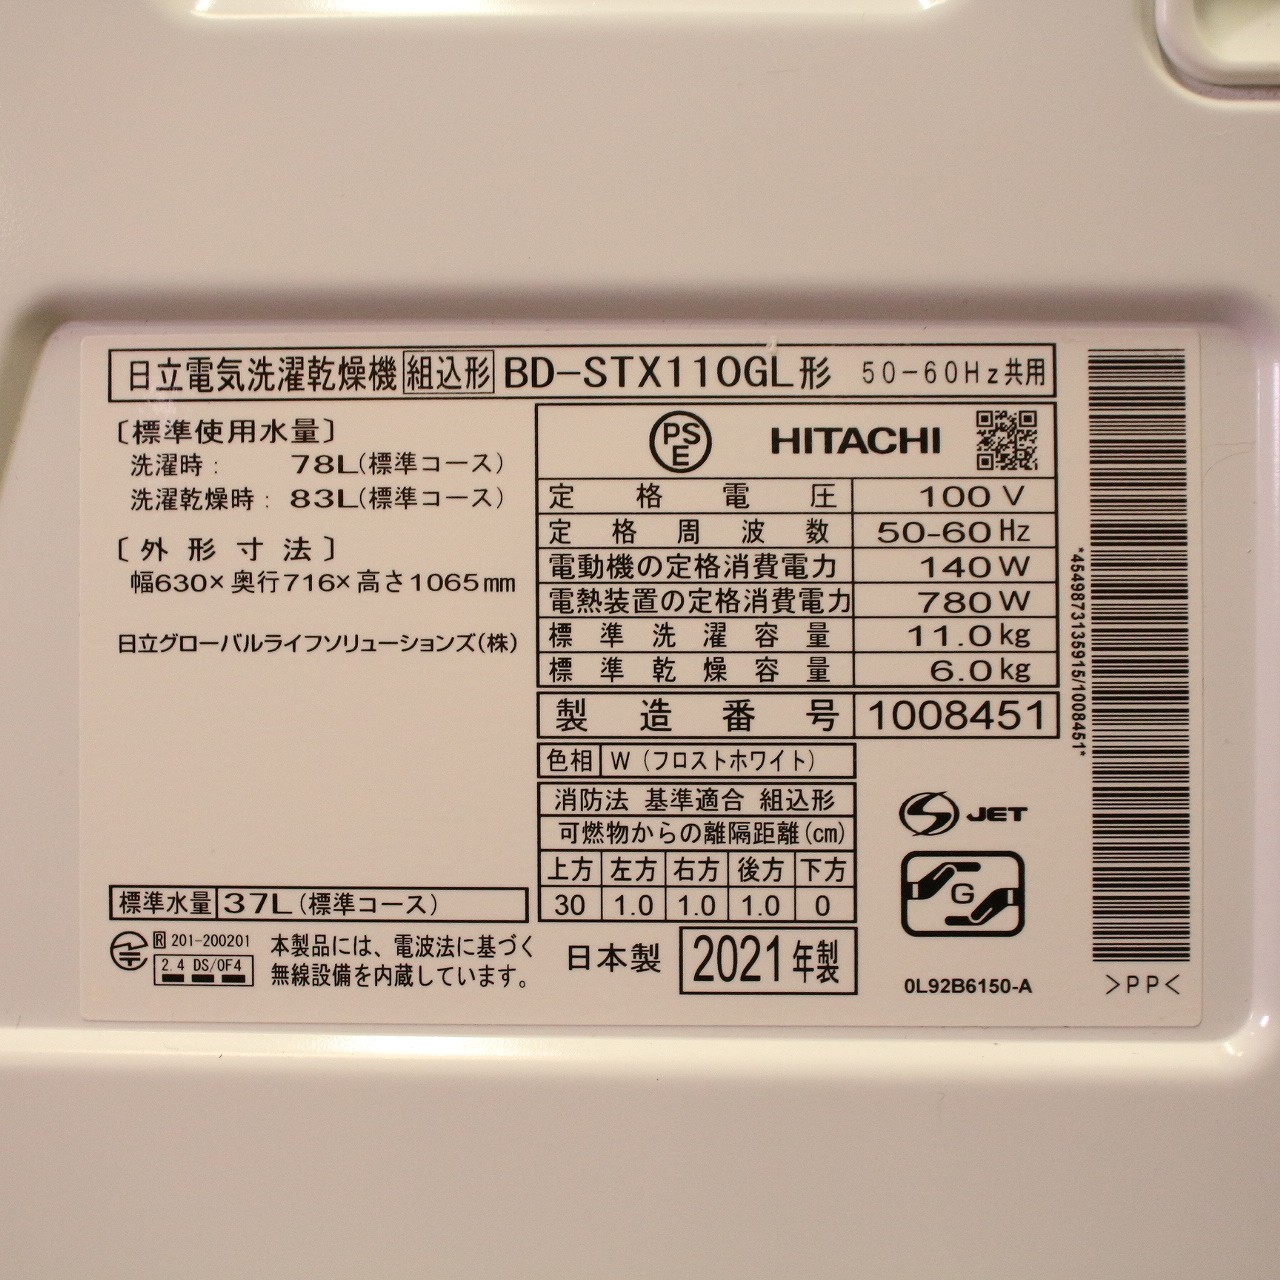 日立電気洗濯乾燥機 組込形 BD-STX110GL形 50-60Hz共用
〔標準使用水量〕
洗濯時: 78L(標準コース)
洗濯乾燥時: 83L(標準コース)
〔外形寸法〕
幅630×奥行716×高さ1065mm
日立グローバルライフソリューションズ(株)
標準水量 37L(標準コース)
R 201-200201
2.4 DS/OF4
本製品には、電波法に基づく
無線設備を内蔵しています。
PSE HITACHI
定格電圧 100V
定格周波数 50-60Hz
電動機の定格消費電力 140W
電熱装置の定格消費電力 780W
標準洗濯容量 11.0kg
標準乾燥容量 6.0kg
製造番号 1008451
色相 W(フロストホワイト)
消防法 基準適合 組込形
可燃物からの離隔距離(cm)
上方 左方 右方 後方 下方
30 1.0 1.0 1.0 0
日本製 2021年製
S JET
G
0L92B6150-A
*4549873135915/1008451*
>PP<